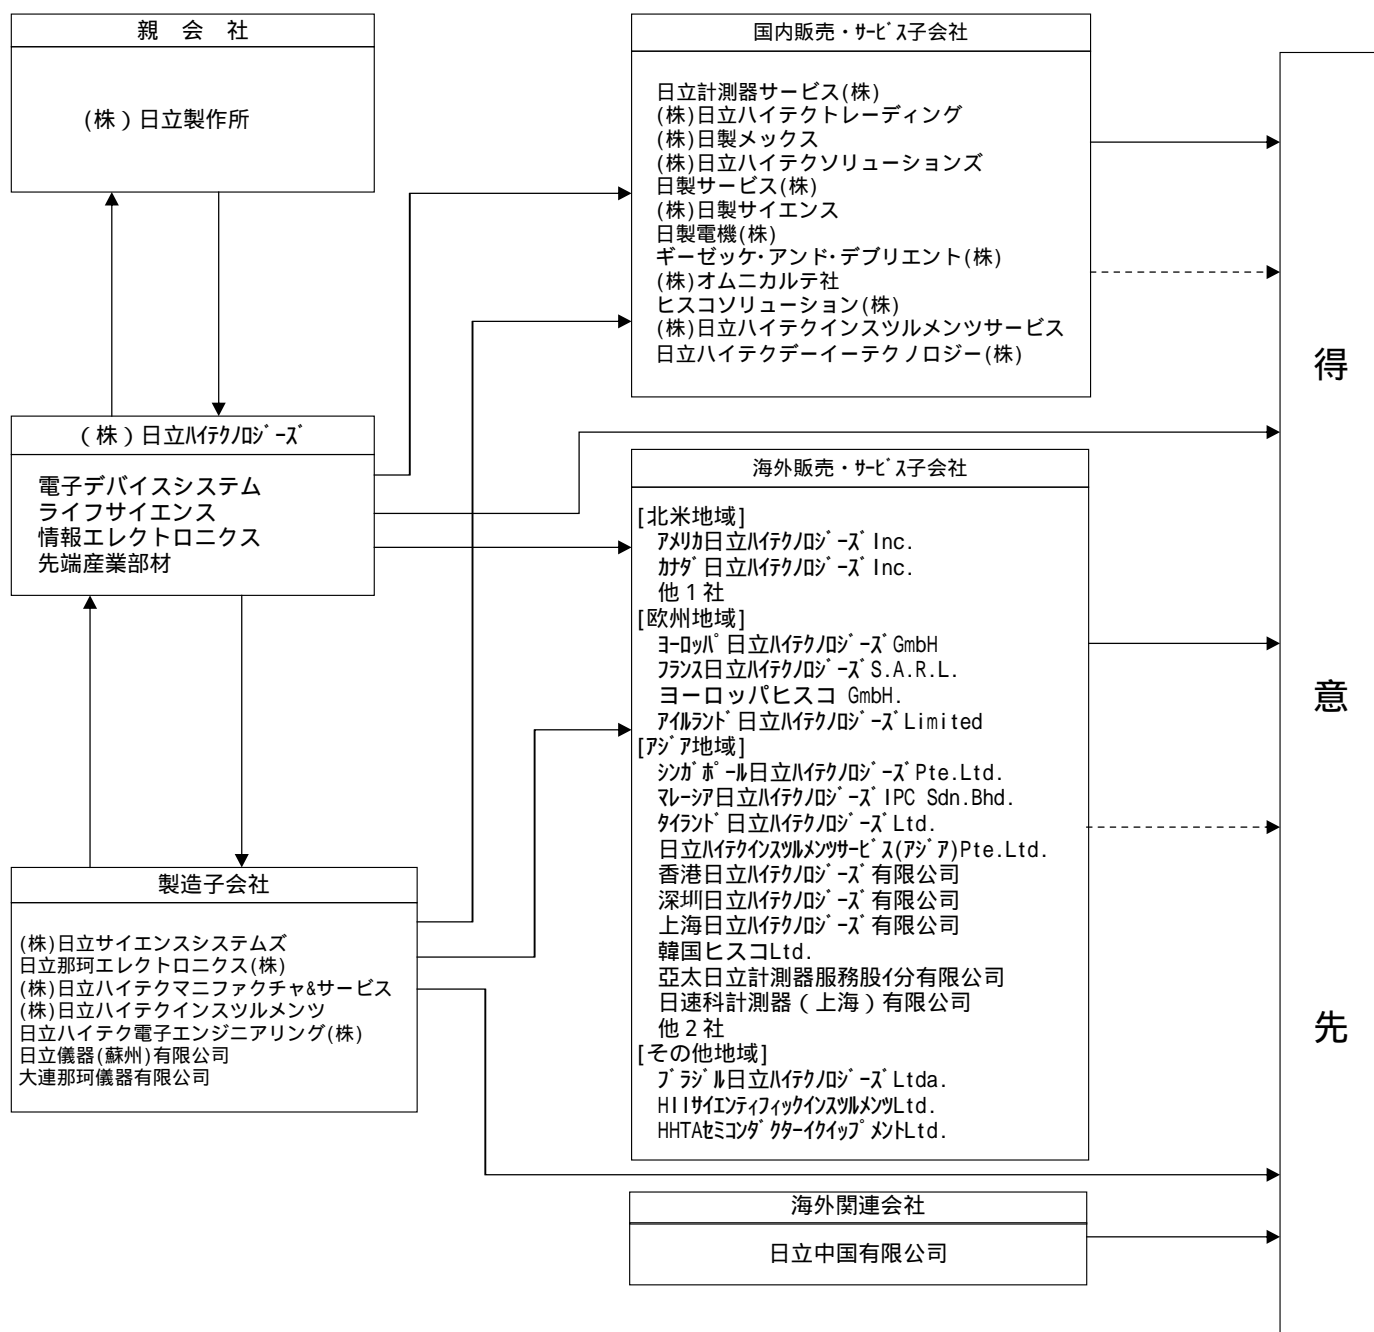 親 会 社
(株)日立製作所
(株)日立ﾊｲﾃｸﾉﾛｼﾞｰｽﾞ
電子デバイスシステム
ライフサイエンス
情報エレクトロニクス
先端産業部材
製造子会社
(株)日立サイエンスシステムズ
日立那珂エレクトロニクス(株)
(株)日立ハイテクマニファクチャ&サービス
(株)日立ハイテクインスツルメンツ
日立ハイテク電子エンジニアリング(株)
日立儀器(蘇州)有限公司
大連那珂儀器有限公司
国内販売・ｻｰﾋﾞｽ子会社
日立計測器サービス(株)
(株)日立ハイテクトレーディング
(株)日製メックス
(株)日立ハイテクソリューションズ
日製サービス(株)
(株)日製サイエンス
日製電機(株)
ギーゼッケ･アンド･デブリエント(株)
(株)オムニカルテ社
ヒスコソリューション(株)
(株)日立ハイテクインスツルメンツサービス
日立ハイテクデーイーテクノロジー(株)
海外販売・ｻｰﾋﾞｽ子会社
[北米地域]
ｱﾒﾘｶ日立ﾊｲﾃｸﾉﾛｼﾞｰｽﾞInc.
ｶﾅﾀﾞ日立ﾊｲﾃｸﾉﾛｼﾞｰｽﾞInc.
他1社
[欧州地域]
ﾖｰﾛｯﾊﾟ日立ﾊｲﾃｸﾉﾛｼﾞｰｽﾞGmbH
ﾌﾗﾝｽ日立ﾊｲﾃｸﾉﾛｼﾞｰｽﾞS.A.R.L.
ヨーロッパヒスコ GmbH.
ｱｲﾙﾗﾝﾄﾞ日立ﾊｲﾃｸﾉﾛｼﾞｰｽﾞLimited
[ｱｼﾞｱ地域]
ｼﾝｶﾞﾎﾟｰﾙ日立ﾊｲﾃｸﾉﾛｼﾞｰｽﾞPte.Ltd.
ﾏﾚｰｼｱ日立ﾊｲﾃｸﾉﾛｼﾞｰｽﾞIPC Sdn.Bhd.
ﾀｲﾗﾝﾄﾞ日立ﾊｲﾃｸﾉﾛｼﾞｰｽﾞLtd.
日立ﾊｲﾃｸｲﾝｽﾂﾙﾒﾝﾂｻｰﾋﾞｽ(ｱｼﾞｱ)Pte.Ltd.
香港日立ﾊｲﾃｸﾉﾛｼﾞｰｽﾞ有限公司
深圳日立ﾊｲﾃｸﾉﾛｼﾞｰｽﾞ有限公司
上海日立ﾊｲﾃｸﾉﾛｼﾞｰｽﾞ有限公司
韓国ヒスコLtd.
亞太日立計測器服務股ｲ分有限公司
日速科計測器(上海)有限公司
他2社
[その他地域]
ﾌﾞﾗｼﾞﾙ日立ﾊｲﾃｸﾉﾛｼﾞｰｽﾞLtda.
HIIｻｲｴﾝﾃｨﾌｨｯｸｲﾝｽﾂﾙﾒﾝﾂLtd.
HHTAｾﾐｺﾝﾀﾞｸﾀｰｲｸｲｯﾌﾟﾒﾝﾄLtd.
海外関連会社
日立中国有限公司
得
意
先